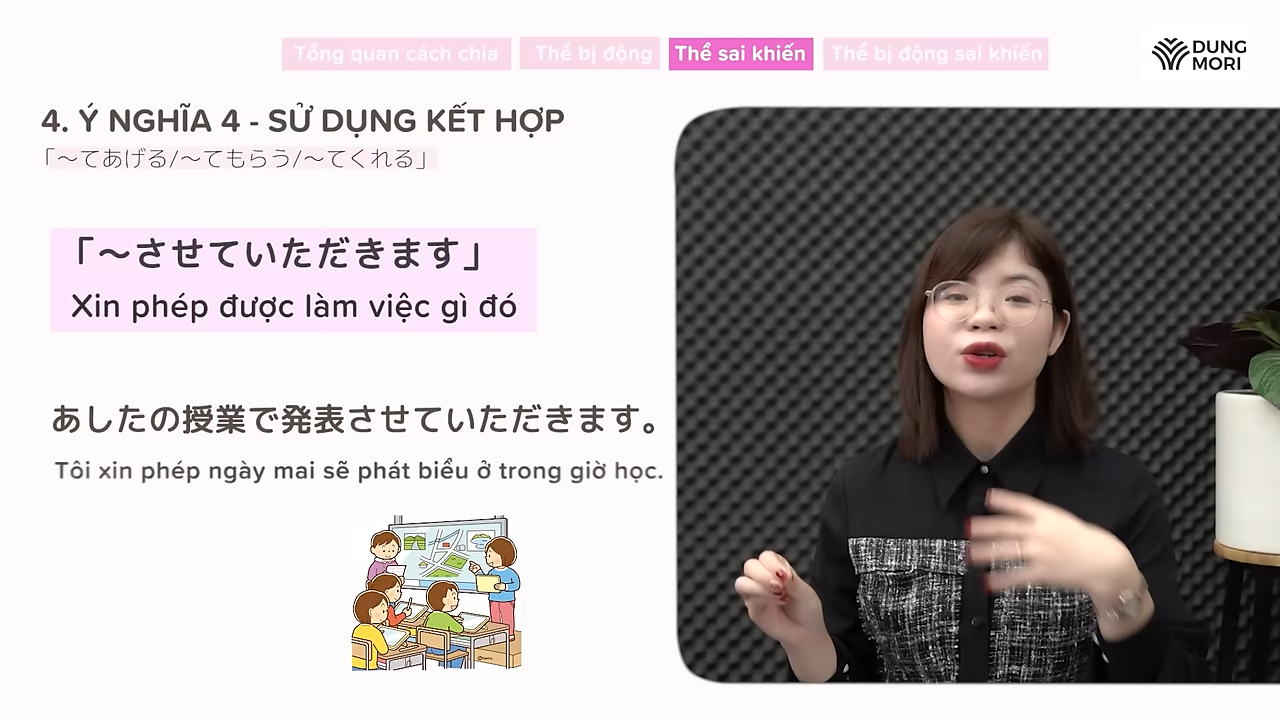 Tổng quan cách chia
Thể bị động
Thể sai khiến
Thể bị động sai khiến
DUNG
MORI
4. Ý NGHĨA 4 - SỬ DỤNG KẾT HỢP
「～てあげる/～てもらう/～てくれる」
「～させていただきます」
Xin phép được làm việc gì đó
あしたの授業で発表させていただきます。
Tôi xin phép ngày mai sẽ phát biểu ở trong giờ học.